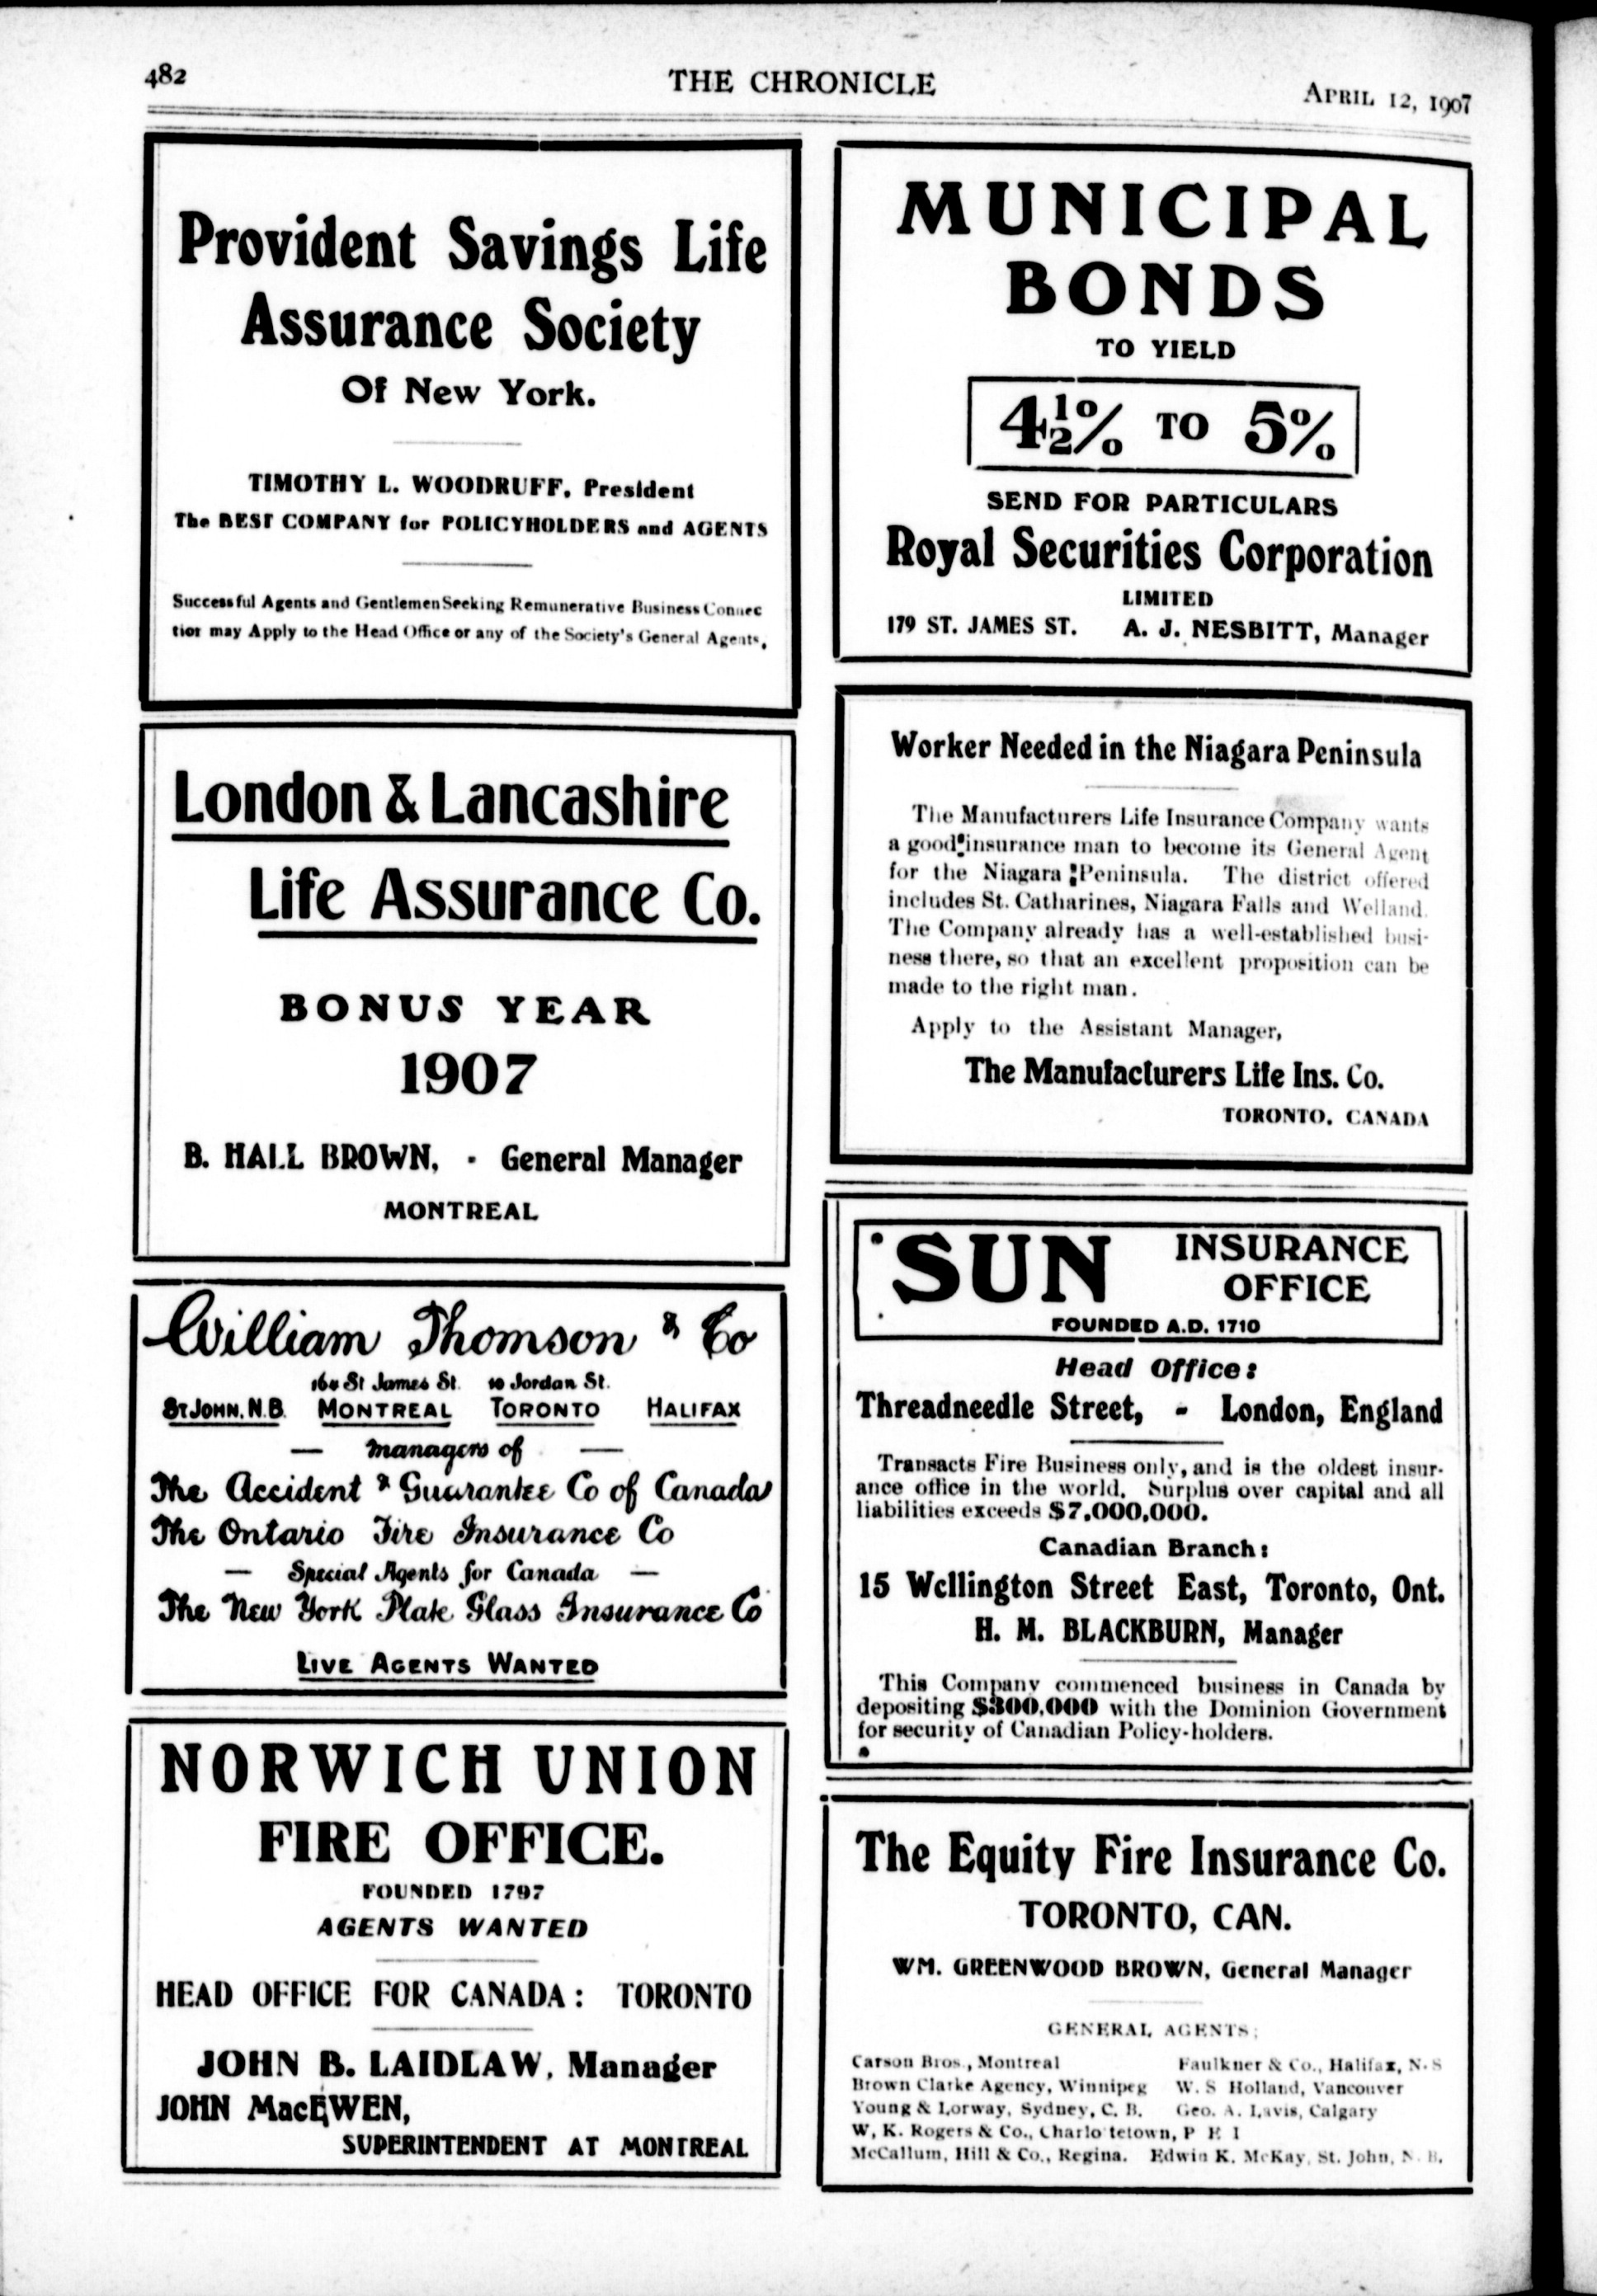 482
THE CHRONICLE
APRIL 12, 1907
Provident Savings Life
Assurance Society
Of New York.
TIMOTHY L. WOODRUFF, President
The BEST COMPANY for POLICYHOLDERS and AGENTS
Successful Agents and Gentlemen Seeking Remunerative Business Connec
tion may Apply to the Head Office or any of the Society's General Agents,
London & Lancashire
Life Assurance Co.
BONUS YEAR
1907
B. HALL BROWN, - General Manager
MONTREAL
William Thomson & Co
St James St. 10 Jordan St.
ST JOHN, N.B. MONTREAL TORONTO HALIFAX
— managers of —
The Accident & Guarantee Co of Canada
The Ontario Fire Insurance Co
— Special Agents for Canada —
The New York Plate Glass Insurance Co
LIVE AGENTS WANTED
NORWICH UNION
FIRE OFFICE.
FOUNDED 1797
AGENTS WANTED
HEAD OFFICE FOR CANADA: TORONTO
JOHN B. LAIDLAW, Manager
JOHN MacEWEN,
SUPERINTENDENT AT MONTREAL
MUNICIPAL
BONDS
TO YIELD
4½% TO 5%
SEND FOR PARTICULARS
Royal Securities Corporation
LIMITED
179 ST. JAMES ST. A. J. NESBITT, Manager
Worker Needed in the Niagara Peninsula
The Manufacturers Life Insurance Company wants
a good insurance man to become its General Agent
for the Niagara Peninsula. The district offered
includes St. Catharines, Niagara Falls and Welland.
The Company already has a well-established busi-
ness there, so that an excellent proposition can be
made to the right man.
Apply to the Assistant Manager,
The Manufacturers Life Ins. Co.
TORONTO, CANADA
SUN INSURANCE
OFFICE
FOUNDED A.D. 1710
Head Office:
Threadneedle Street, - London, England
Transacts Fire Business only, and is the oldest insur-
ance office in the world. Surplus over capital and all
liabilities exceeds $7,000,000.
Canadian Branch:
15 Wellington Street East, Toronto, Ont.
H. M. BLACKBURN, Manager
This Company commenced business in Canada by
depositing $300,000 with the Dominion Government
for security of Canadian Policy-holders.
The Equity Fire Insurance Co.
TORONTO, CAN.
WM. GREENWOOD BROWN, General Manager
GENERAL AGENTS:
Carson Bros., Montreal Faulkner & Co., Halifax, N.S
Brown Clarke Agency, Winnipeg W. S Holland, Vancouver
Young & Lorway, Sydney, C. B. Geo. A. Lavis, Calgary
W, K. Rogers & Co., Charlottetown, P E I
McCallum, Hill & Co., Regina. Edwin K. McKay, St. John, N. B.